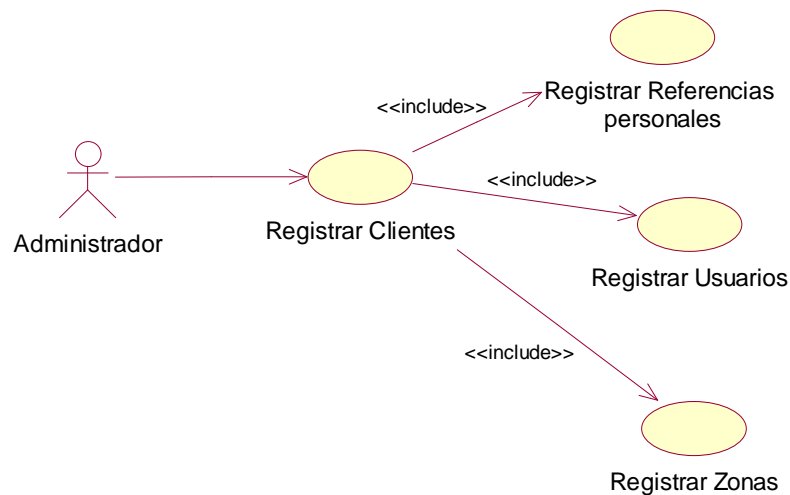 Registrar Referencias
personales
<<include>>
<<include>>
Administrador
Registrar Clientes
Registrar Usuarios
<<include>>
Registrar Zonas